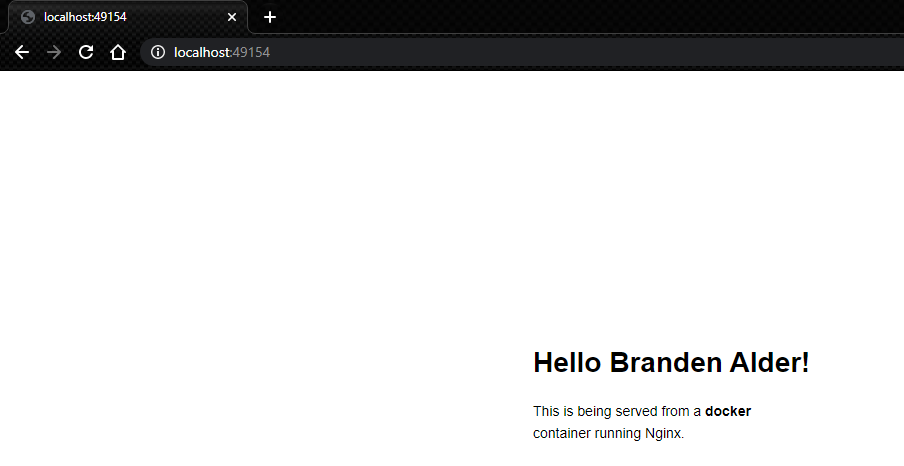 localhost:49154
localhost:49154
Hello Branden Alder!
This is being served from a docker
container running Nginx.